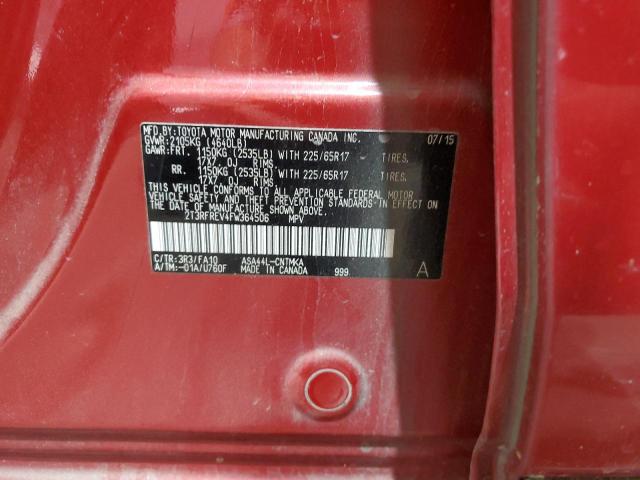 MFD.BY:TOYOTA MOTOR MANUFACTURING CANADA INC. 07/15
GVWR:2105KG (4640LB)
GAWR:FRT. 1150KG (2535LB) WITH 225/65R17 TIRES.
17X7.0J RIMS
RR. 1150KG (2535LB) WITH 225/65R17 TIRES.
17X7.0J RIMS
THIS VEHICLE CONFORMS TO ALL APPLICABLE FEDERAL MOTOR
VEHICLE SAFETY AND THEFT PREVENTION STANDARDS IN EFFECT ON
THE DATE OF MANUFACTURE SHOWN ABOVE.
2T3RFREV4FW364506 MPV
C/TR:3R3/FA10 ASA44L-CNTMKA
A/TM:-01A/U760F MADE IN CANADA 999 A